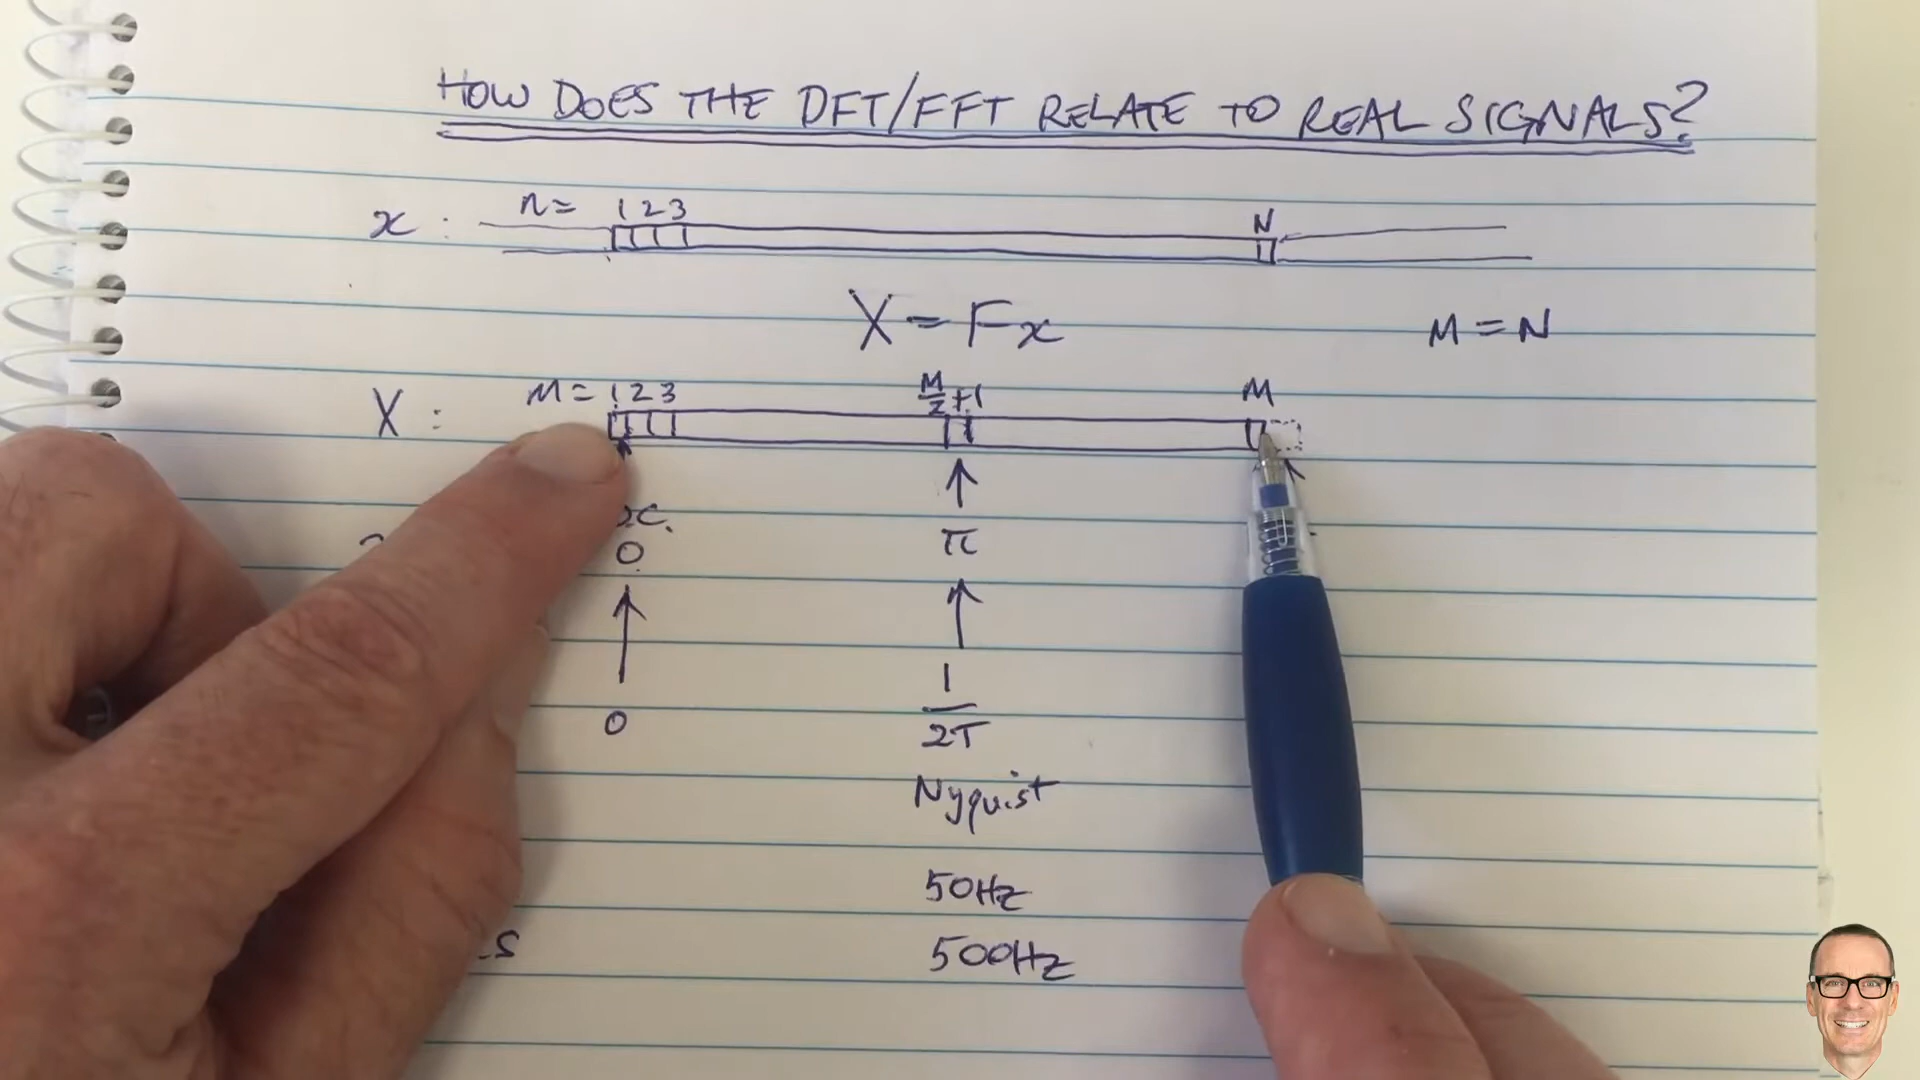 HOW DOES THE DFT/FFT RELATE TO REAL SIGNALS?
x : n = 1 2 3 N
X = Fx M = N
X : M = 1 2 3 M/2 +1 M
D.C.
0 π
0 1/2T
Nyquist
50Hz
500Hz